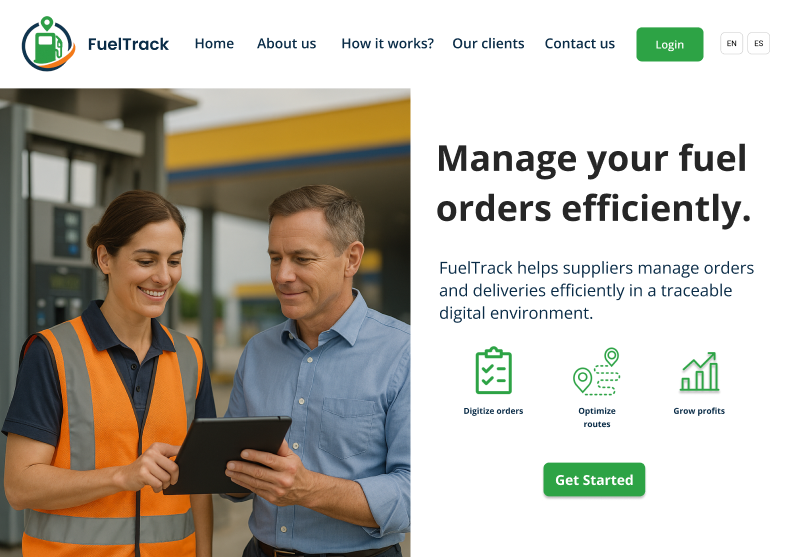 FuelTrack
Home
About us
How it works?
Our clients
Contact us
Login
EN
ES
Manage your fuel
orders efficiently.
FuelTrack helps suppliers manage orders
and deliveries efficiently in a traceable
digital environment.
Digitize orders
Optimize
routes
Grow profits
Get Started